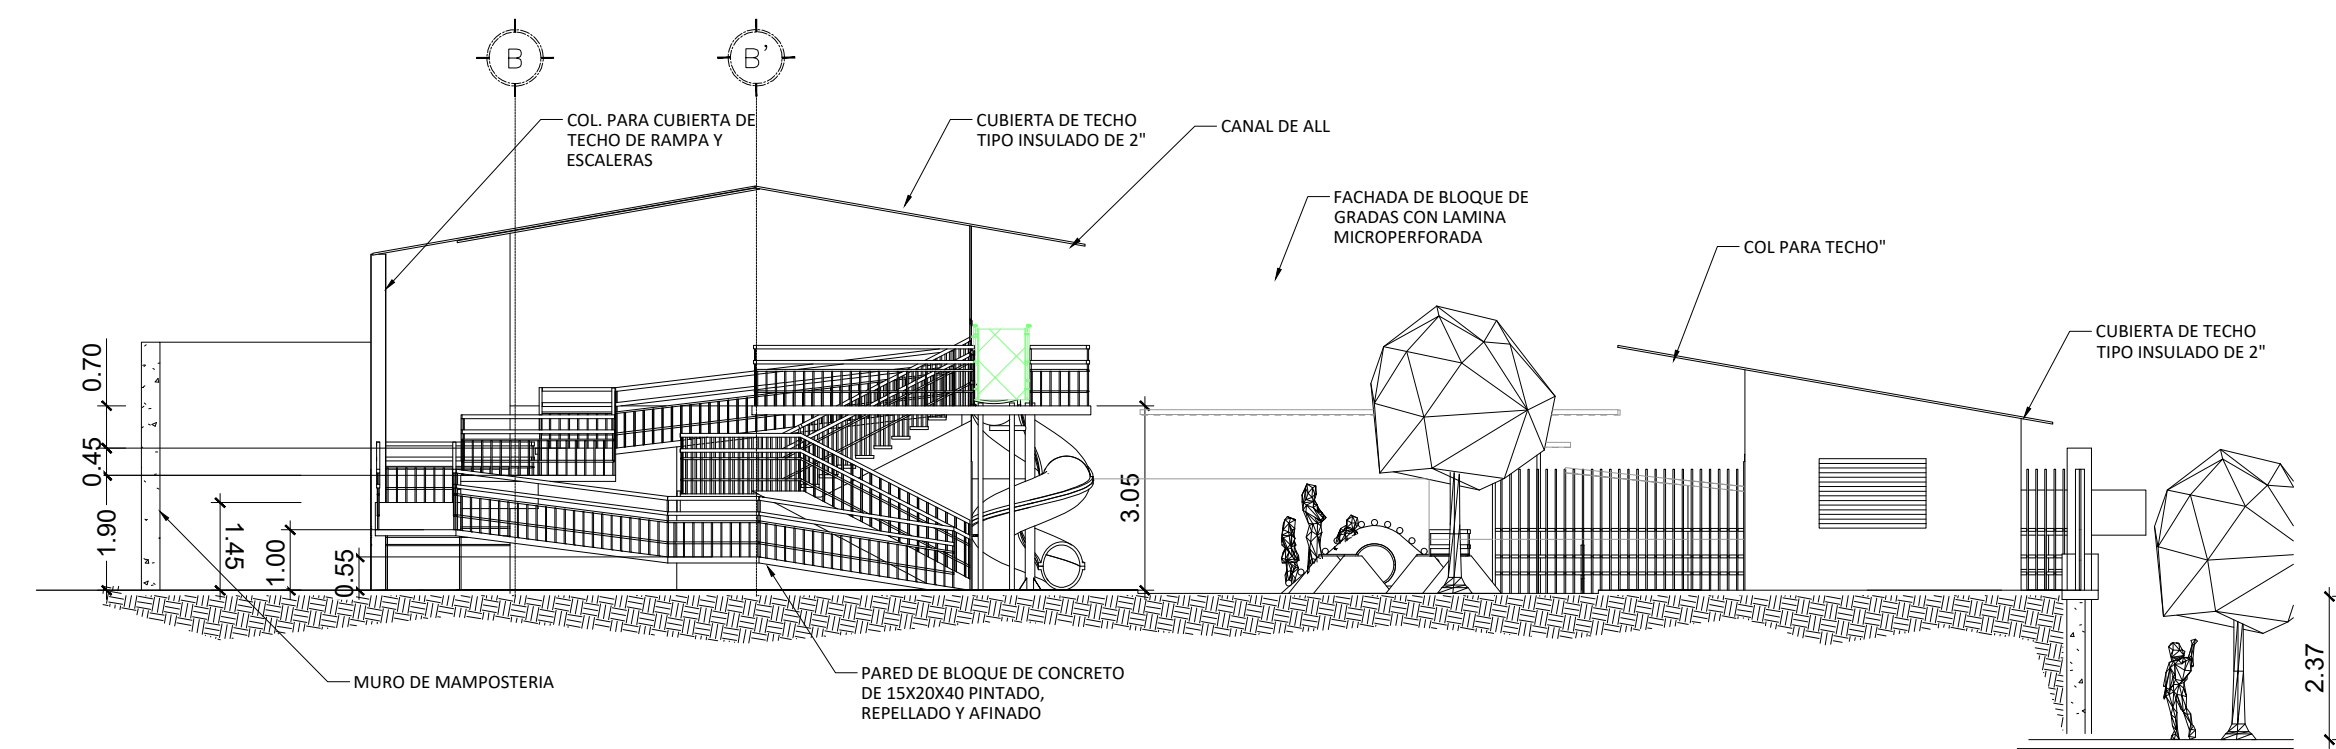 B
B'
COL. PARA CUBIERTA DE
TECHO DE RAMPA Y
ESCALERAS
CUBIERTA DE TECHO
TIPO INSULADO DE 2"
CANAL DE ALL
FACHADA DE BLOQUE DE
GRADAS CON LAMINA
MICROPERFORADA
COL PARA TECHO"
CUBIERTA DE TECHO
TIPO INSULADO DE 2"
0.70
0.45
1.90
1.45
1.00
0.55
3.05
2.37
MURO DE MAMPOSTERIA
PARED DE BLOQUE DE CONCRETO
DE 15X20X40 PINTADO,
REPELLADO Y AFINADO